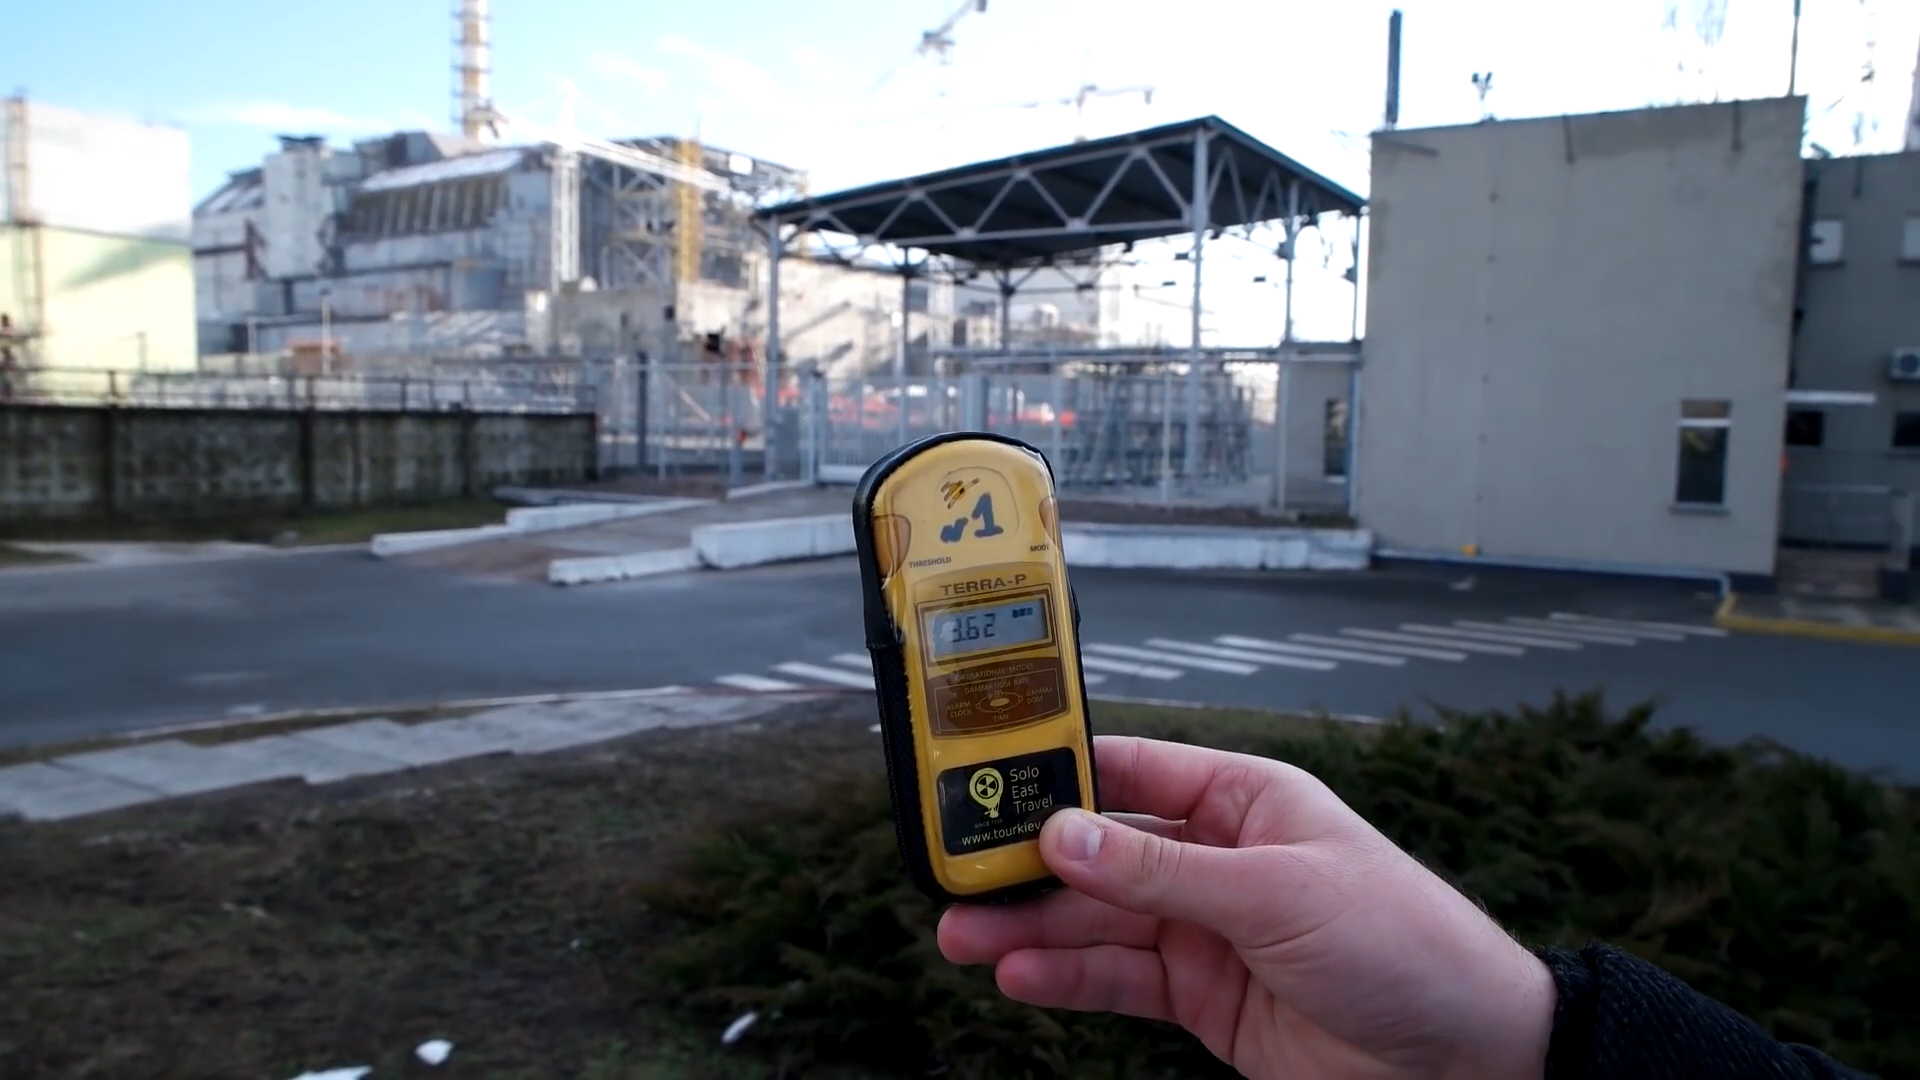 №1
THRESHOLD MODE
TERRA-P
3.62
OPERATIONAL MODES
GAMMA DOSE RATE
ALARM CLOCK
GAMMA DOSE
TIME
Solo
East
Travel
www.tourkiev